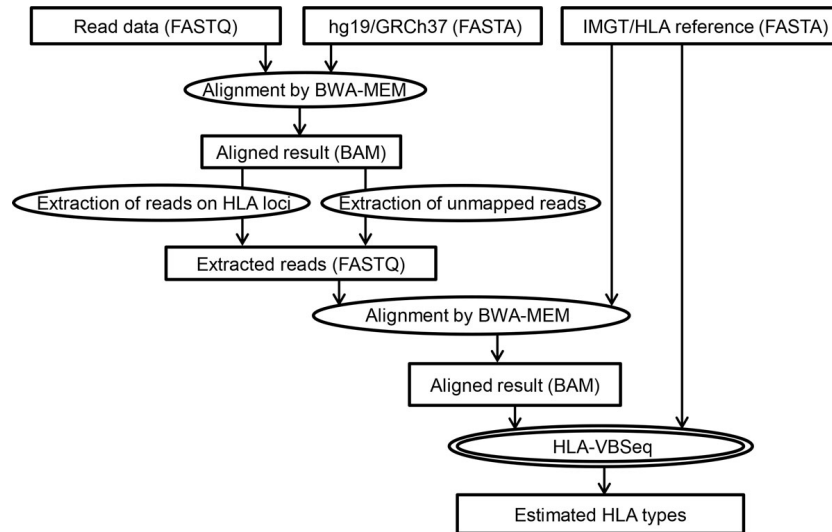 Read data (FASTQ)
hg19/GRCh37 (FASTA)
IMGT/HLA reference (FASTA)
Alignment by BWA-MEM
Aligned result (BAM)
Extraction of reads on HLA loci
Extraction of unmapped reads
Extracted reads (FASTQ)
Alignment by BWA-MEM
Aligned result (BAM)
HLA-VBSeq
Estimated HLA types